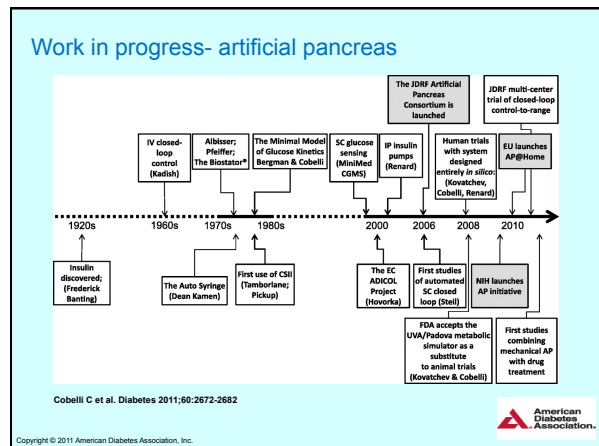 Work in progress- artificial pancreas
The JDRF Artificial
Pancreas
Consortium is
launched
JDRF multi-center
trial of closed-loop
control-to-range
IV closed-
loop
control
(Kadish)
Albisser;
Pfeiffer;
The Biostator®
The Minimal Model
of Glucose Kinetics
Bergman & Cobelli
SC glucose
sensing
(MiniMed
CGMS)
IP insulin
pumps
(Renard)
Human trials
with system
designed
entirely in silico:
(Kovatchev,
Cobelli, Renard)
EU launches
AP@Home
1920s
1960s
1970s
1980s
2000
2006
2008
2010
Insulin
discovered;
(Frederick
Banting)
The Auto Syringe
(Dean Kamen)
First use of CSII
(Tamborlane;
Pickup)
The EC
ADICOL
Project
(Hovorka)
First studies
of automated
SC closed
loop (Steil)
NIH launches
AP initiative
FDA accepts the
UVA/Padova metabolic
simulator as a
substitute
to animal trials
(Kovatchev & Cobelli)
First studies
combining
mechanical AP
with drug
treatment
Cobelli C et al. Diabetes 2011;60:2672-2682
American
Diabetes
Association.
Copyright © 2011 American Diabetes Association, Inc.